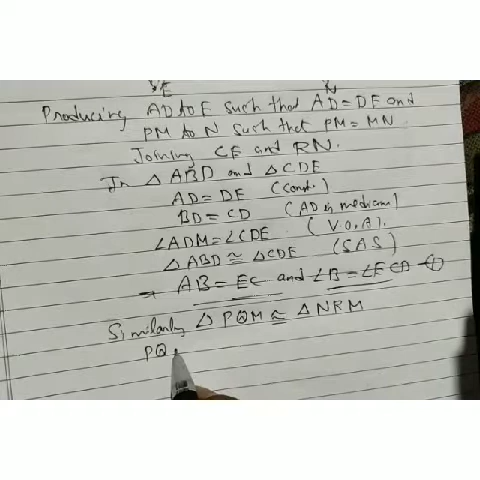 E N
Producing AD to E such that AD = DE and
PM to N such that PM = MN.
Joining CE and RN.
In △ ABD and △ CDE
AD = DE (const.)
BD = CD (AD is median)
∠ADM = ∠CDE (V.O.A).
△ ABD ≅ △ CDE (SAS)
→ AB = EC and ∠B = ∠ECD ①
Similarly △ PQM ≅ △ NRM
PQ